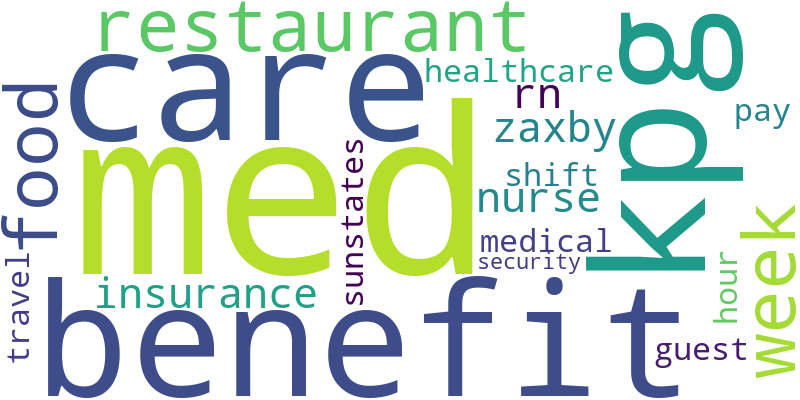 restaurant
care
healthcare
rn
zaxby
kpg
pay
food
med
sunstates
shift
nurse
medical
security
week
travel
insurance
hour
benefit
guest